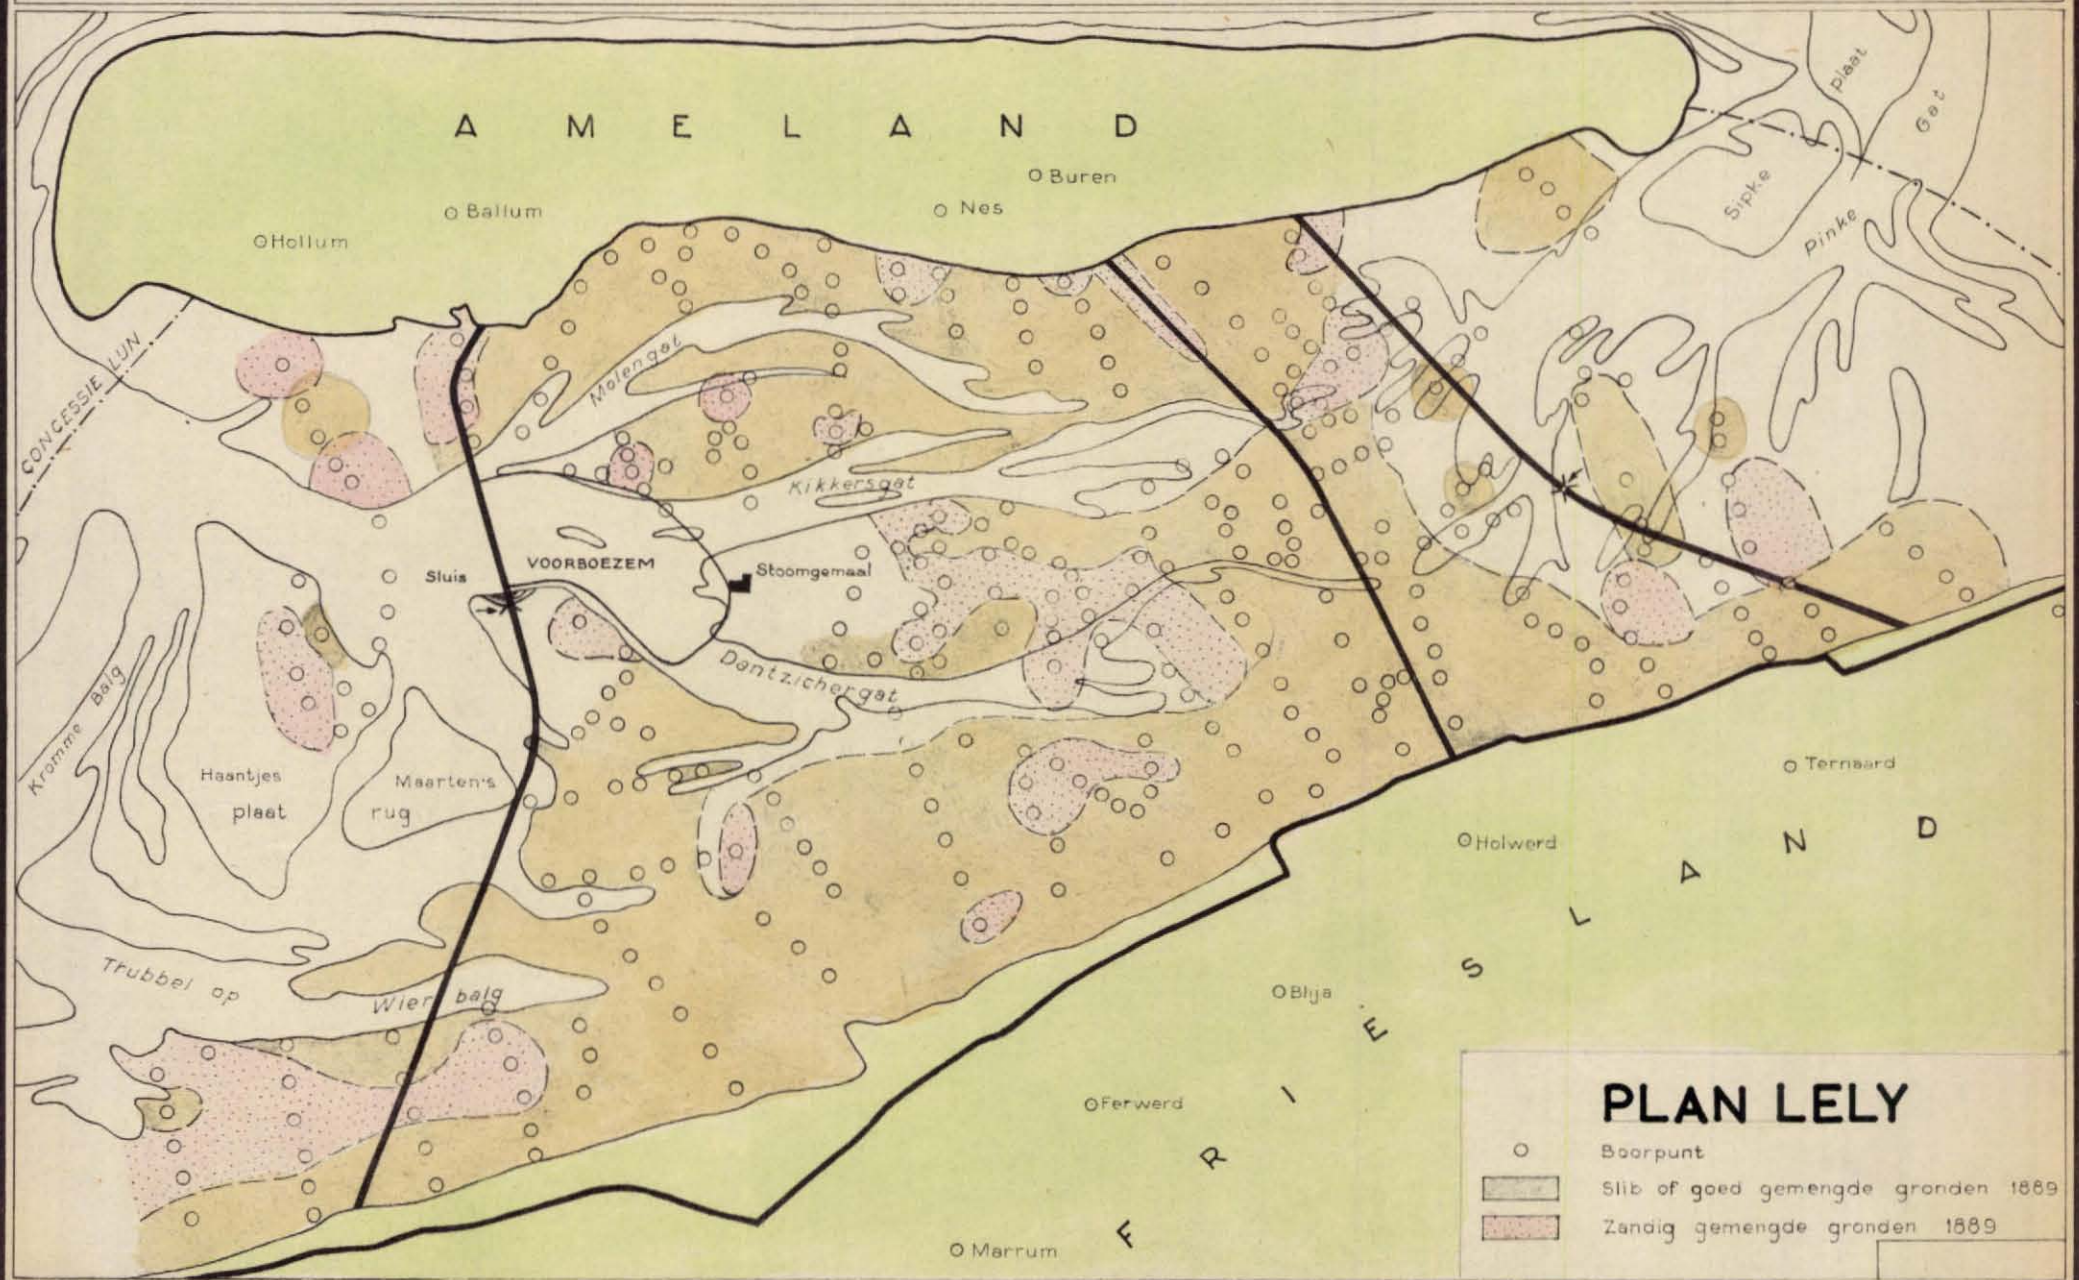 AMELAND
Buren
Nes
Ballum
Hollum
plaat
Gat
Sipke
Pinke
CONCESSIE LIJN
Molengat
Kikkersgat
VOORBOEZEM
Sluis
Stoomgemaal
Dantzichergat
Kromme Balg
Haantjes
plaat
Maarten's
rug
Trubbel op
Wier balg
Ternaard
Holwerd
Blija
Ferwerd
Marrum
FRIESLAND
PLAN LELY
Boorpunt
Slib of goed gemengde gronden 1889
Zandig gemengde gronden 1889